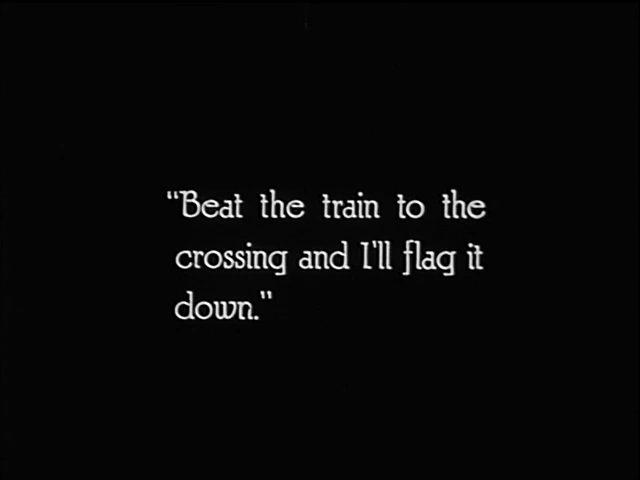 "Beat the train to the
crossing and I'll flag it
down."